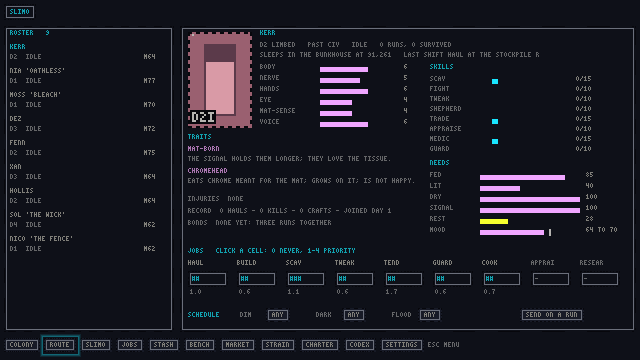 SLIMO
ROSTER 9
KERR
D2 IDLE M64
NIA 'OATHLESS'
D1 IDLE M77
MOSS 'BLEACH'
D1 IDLE M70
DEZ
D3 IDLE M72
FENN
D2 IDLE M75
XAN
D3 IDLE M64
HOLLIS
D2 IDLE M64
SOL 'THE WICK'
D4 IDLE M62
NICO 'THE FENCE'
D1 IDLE M62
D2I
KERR
D2 LIMBED PAST CIV IDLE 0 RUNS, 0 SURVIVED
SLEEPS IN THE BUNKHOUSE AT 91,261 LAST SHIFT HAUL AT THE STOCKPILE R
BODY 6
NERVE 5
HANDS 6
EYE 4
MAT-SENSE 4
VOICE 6
SKILLS
SCAV 0/15
FIGHT 0/10
TWEAK 0/10
SHEPHERD 0/10
TRADE 0/15
APPRAISE 0/10
MEDIC 0/15
GUARD 0/10
TRAITS
MAT-BORN
THE SIGNAL HOLDS THEM LONGER; THEY LOVE THE TISSUE.
CHROMEHEAD
EATS CHROME MEANT FOR THE MAT; GROWS ON IT; IS NOT HAPPY.
INJURIES NONE
RECORD 0 HAULS - 0 KILLS - 0 CRAFTS - JOINED DAY 1
BONDS NONE YET: THREE RUNS TOGETHER
NEEDS
FED 85
LIT 40
DRY 100
SIGNAL 100
REST 28
MOOD 64 TO 70
JOBS CLICK A CELL: 0 NEVER, 1-4 PRIORITY
HAUL BUILD SCAV TWEAK TEND GUARD COOK APPRAI RESEAR
- -
1.0 0.6 1.1 0.6 1.7 0.6 0.7
SCHEDULE DIM ANY DARK ANY FLOOD ANY SEND ON A RUN
COLONY ROUTE SLIMO JOBS STASH BENCH MARKET STRAIN CHARTER CODEX SETTINGS ESC MENU